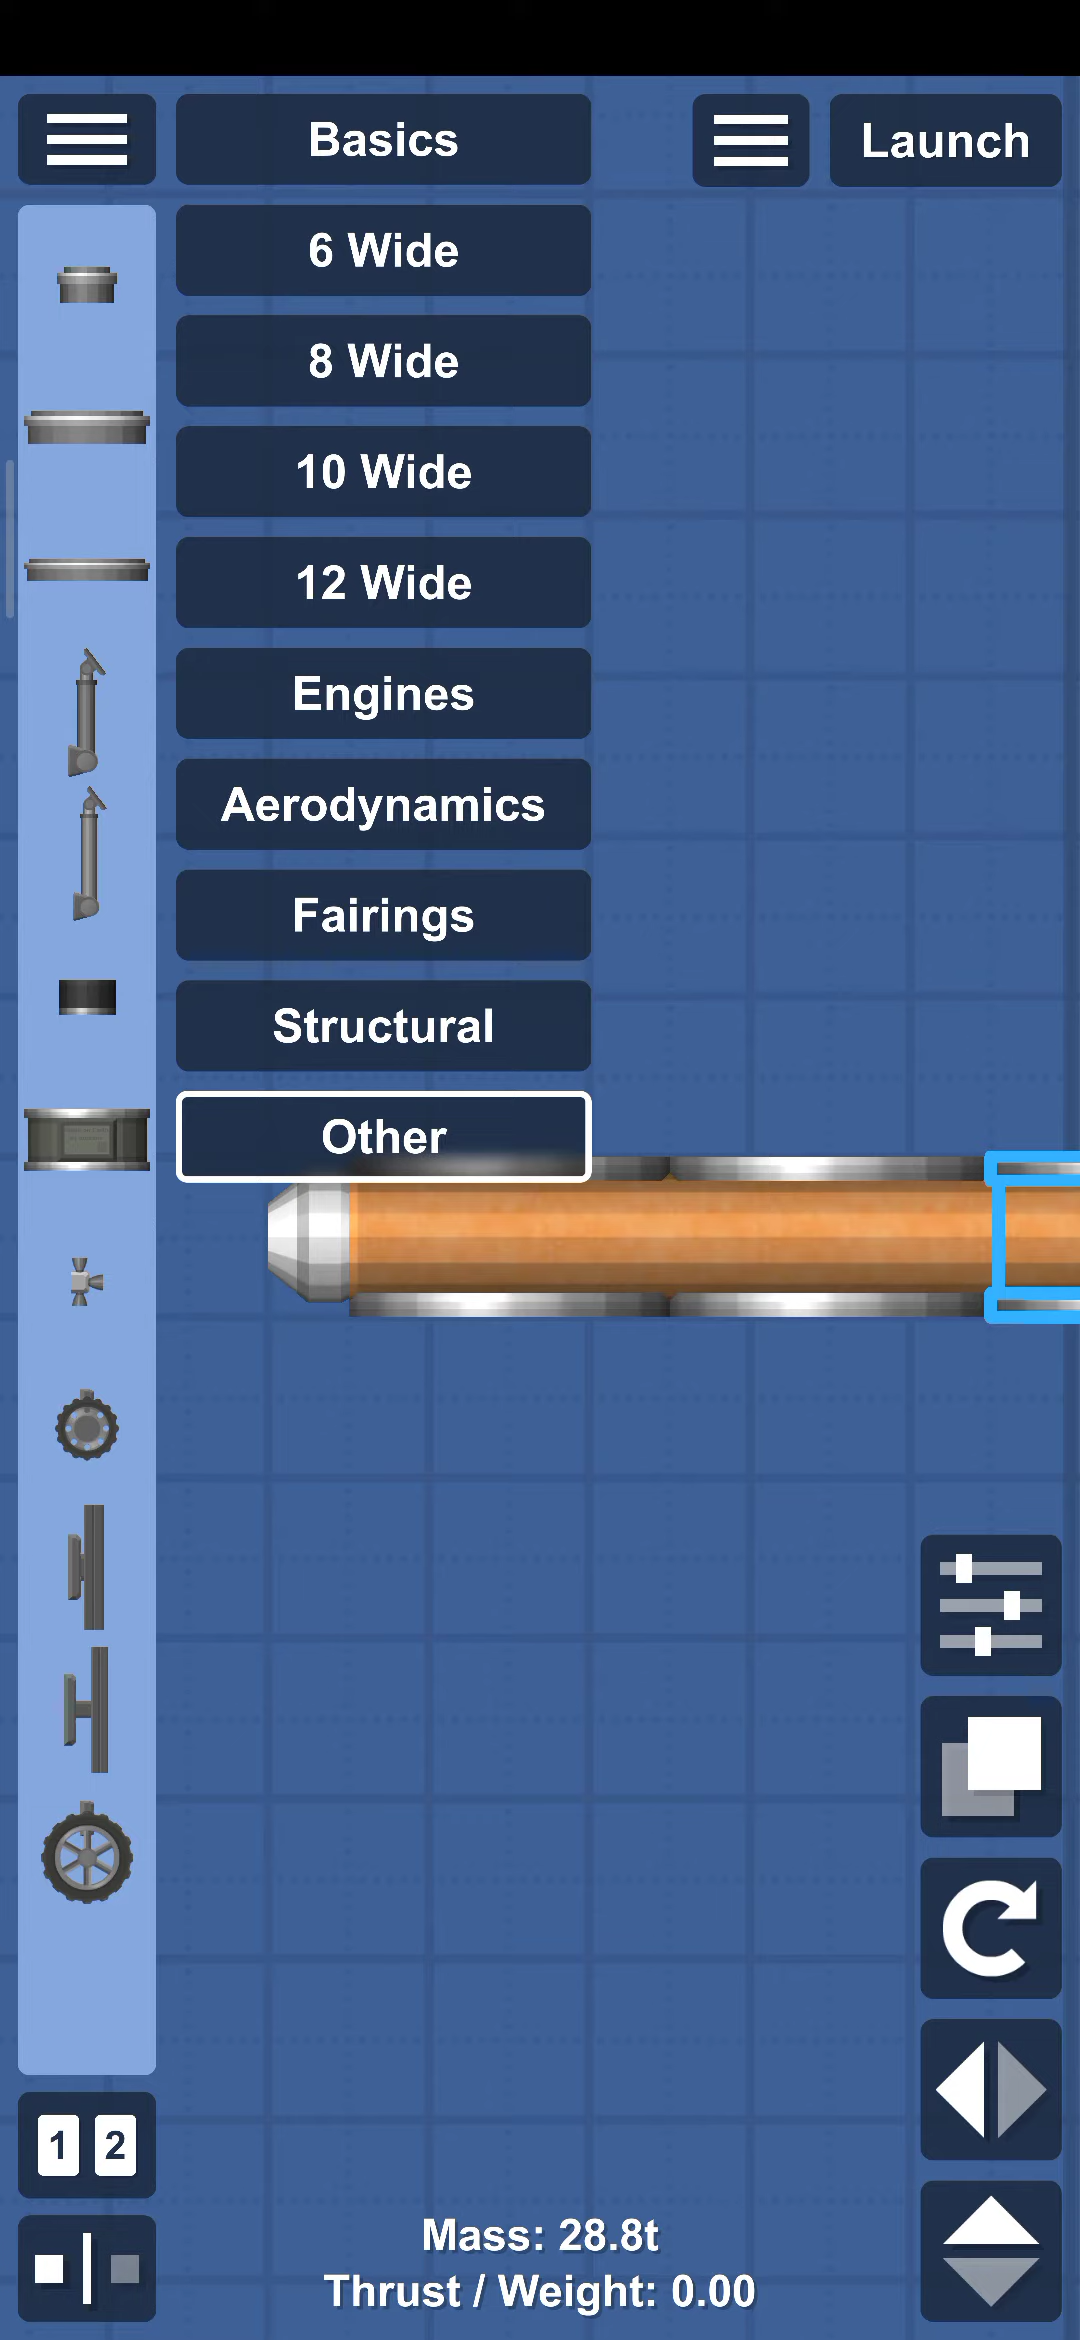 Basics
Launch
6 Wide
8 Wide
10 Wide
12 Wide
Engines
Aerodynamics
Fairings
Structural
Other
1 2
Mass: 28.8t
Thrust / Weight: 0.00